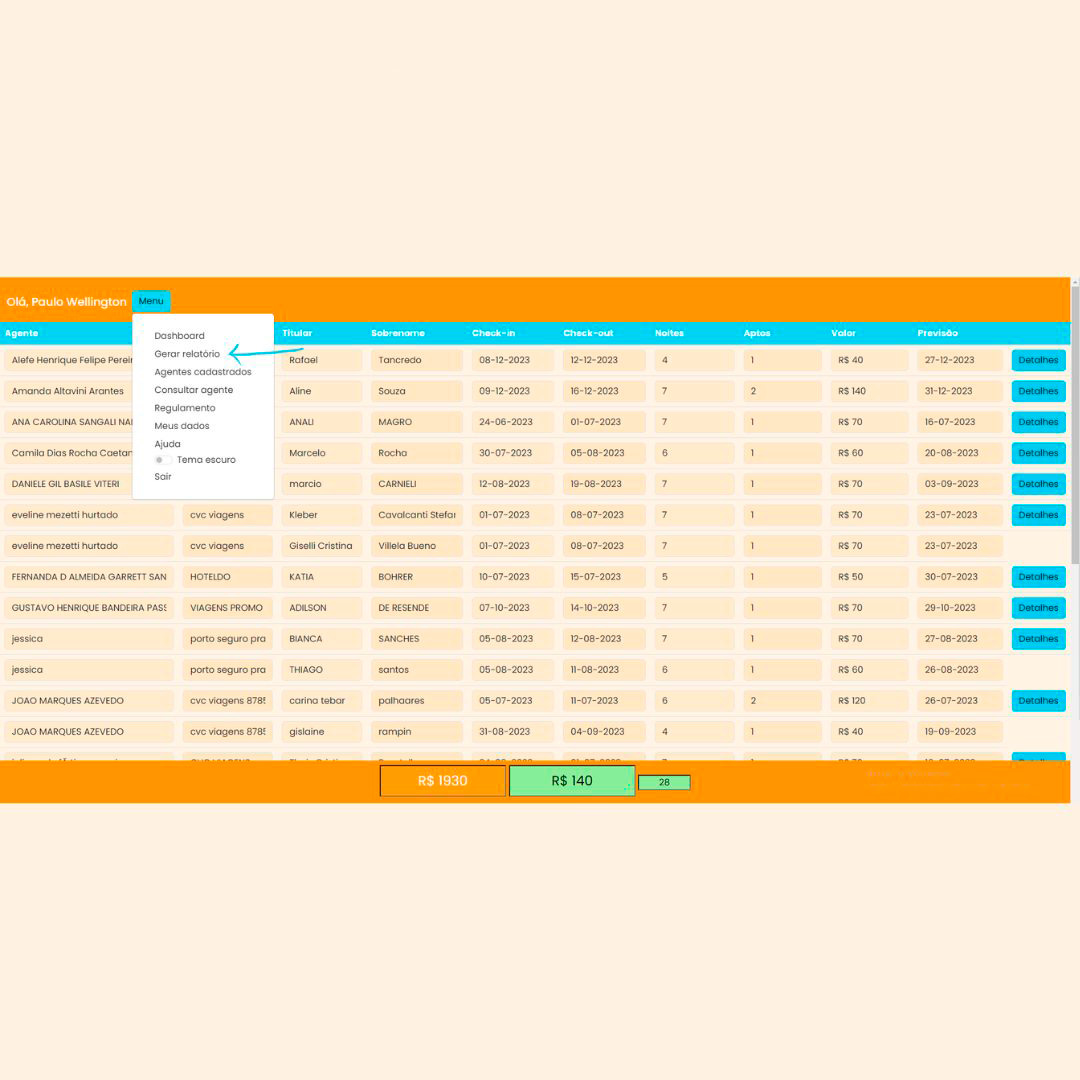 Olá, Paulo Wellington Menu
Dashboard
Gerar relatório
Agentes cadastrados
Consultar agente
Regulamento
Meus dados
Ajuda
Tema escuro
Sair
Agente Titular Sobrenome Check-in Check-out Noites Aptos Valor Previsão
Alefe Henrique Felipe Rafael Tancredo 08-12-2023 12-12-2023 4 1 R$ 40 27-12-2023 Detalhes
Amanda Altavini Arantes Aline Souza 09-12-2023 16-12-2023 7 2 R$ 140 31-12-2023 Detalhes
ANA CAROLINA SANGALI ANALI MAGRO 24-06-2023 01-07-2023 7 1 R$ 70 16-07-2023 Detalhes
Camila Dias Rocha Marcelo Rocha 30-07-2023 05-08-2023 6 1 R$ 60 20-08-2023 Detalhes
DANIELE GIL BASILE VITERI marcio CARNIELI 12-08-2023 19-08-2023 7 1 R$ 70 03-09-2023 Detalhes
eveline mezetti hurtado cvc viagens Kleber Cavalcanti Stefar 01-07-2023 08-07-2023 7 1 R$ 70 23-07-2023 Detalhes
eveline mezetti hurtado cvc viagens Giselli Cristina Villela Bueno 01-07-2023 08-07-2023 7 1 R$ 70 23-07-2023
FERNANDA D ALMEIDA GARRETT SAN HOTELDO KATIA BOHRER 10-07-2023 15-07-2023 5 1 R$ 50 30-07-2023 Detalhes
GUSTAVO HENRIQUE BANDEIRA PASS VIAGENS PROMO ADILSON DE RESENDE 07-10-2023 14-10-2023 7 1 R$ 70 29-10-2023 Detalhes
jessica porto seguro pra BIANCA SANCHES 05-08-2023 12-08-2023 7 1 R$ 70 27-08-2023 Detalhes
jessica porto seguro pra THIAGO santos 05-08-2023 11-08-2023 6 1 R$ 60 26-08-2023
JOAO MARQUES AZEVEDO cvc viagens 8785 carina tebar palhaares 05-07-2023 11-07-2023 6 2 R$ 120 26-07-2023 Detalhes
JOAO MARQUES AZEVEDO cvc viagens 8785 gislaine rampin 31-08-2023 04-09-2023 4 1 R$ 40 19-09-2023
R$ 1930 R$ 140 28